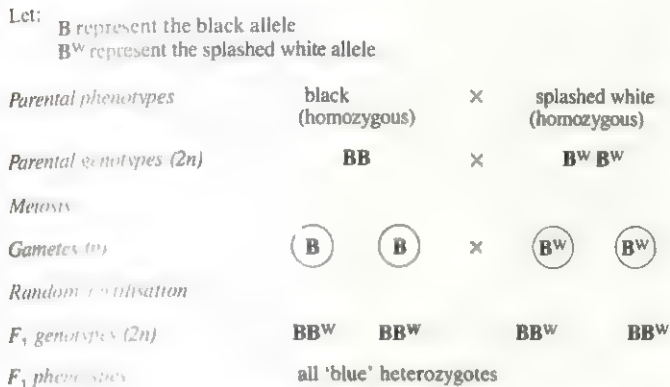 Let: B represent the black allele
B^W represent the splashed white allele
Parental phenotypes black × splashed white
(homozygous) (homozygous)
Parental genotypes (2n) BB × B^W B^W
Meiosis
Gametes (n) B B × B^W B^W
Random fertilisation
F₁ genotypes (2n) BB^W BB^W BB^W BB^W
F₁ phenotypes all 'blue' heterozygotes